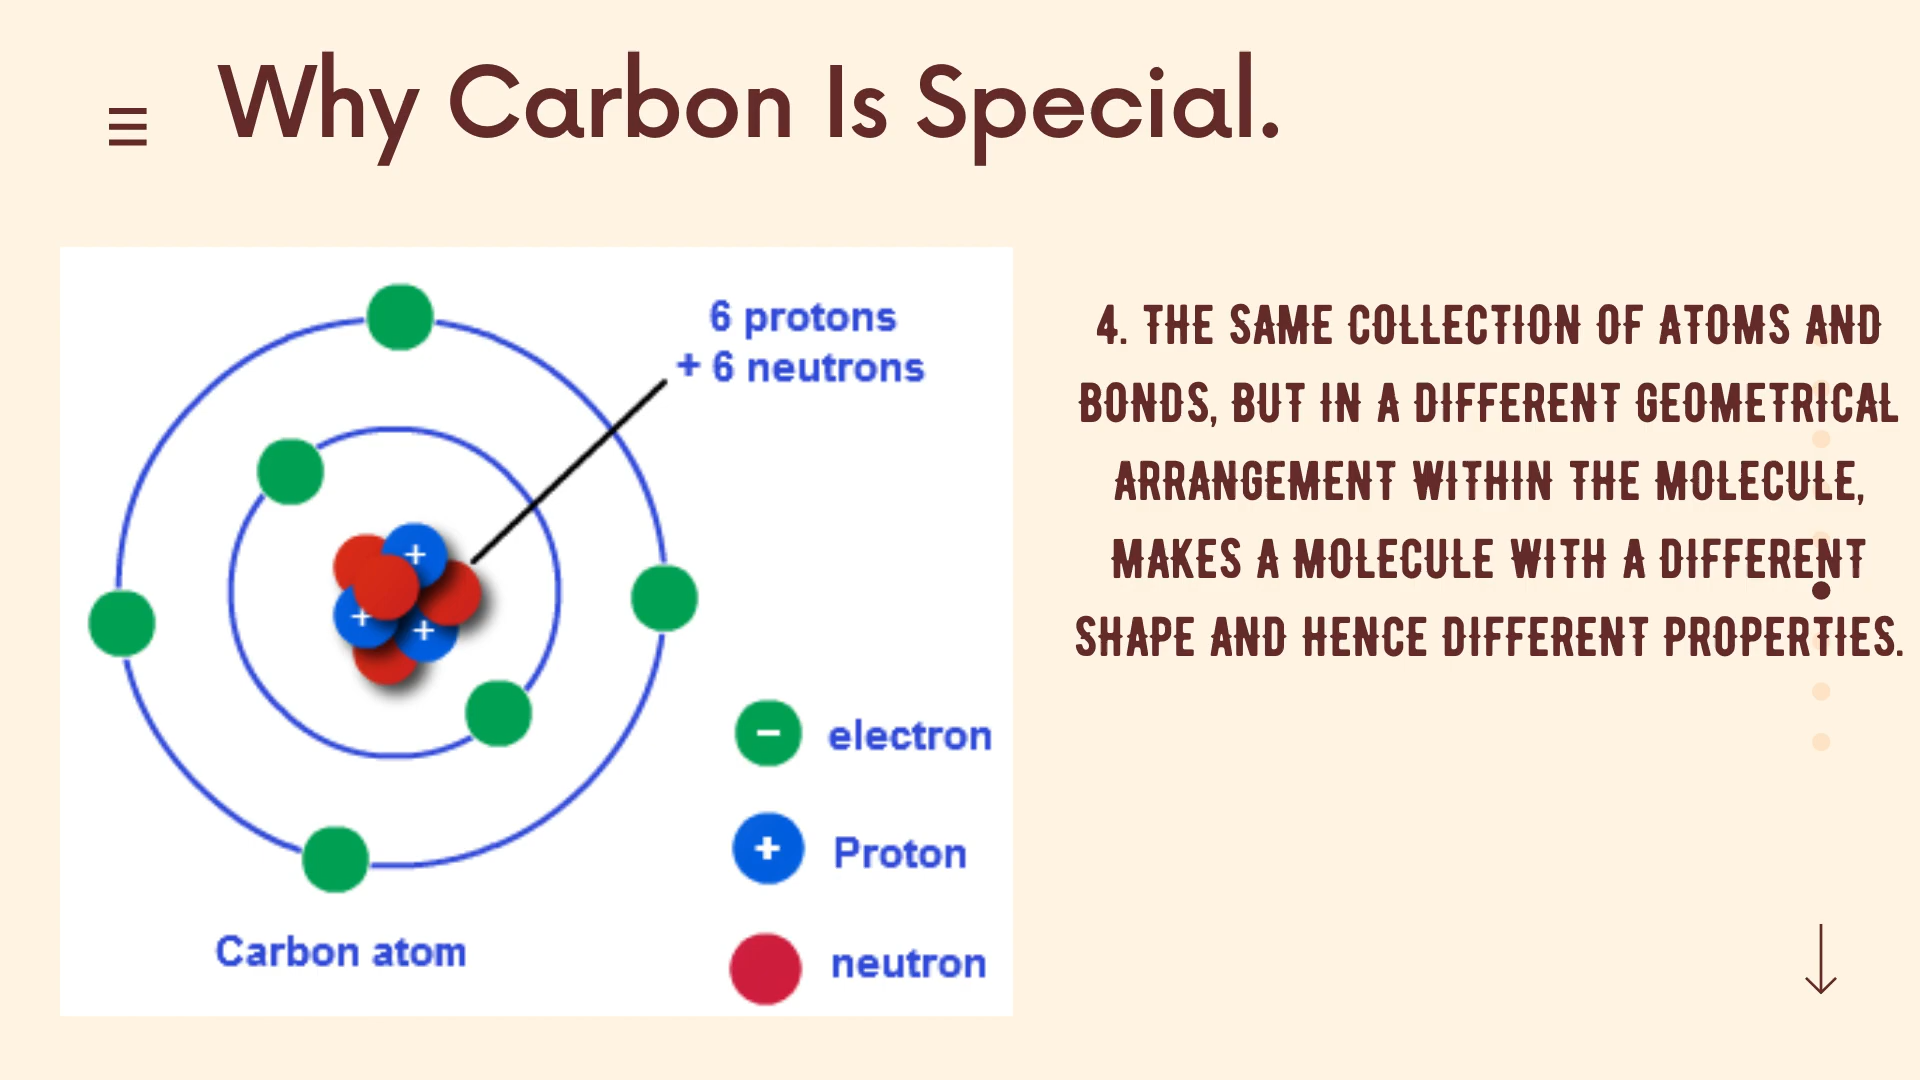 Why Carbon Is Special.
6 protons
+ 6 neutrons
+
+
+
− electron
+ Proton
neutron
Carbon atom
4. THE SAME COLLECTION OF ATOMS AND
BONDS, BUT IN A DIFFERENT GEOMETRICAL
ARRANGEMENT WITHIN THE MOLECULE,
MAKES A MOLECULE WITH A DIFFERENT
SHAPE AND HENCE DIFFERENT PROPERTIES.